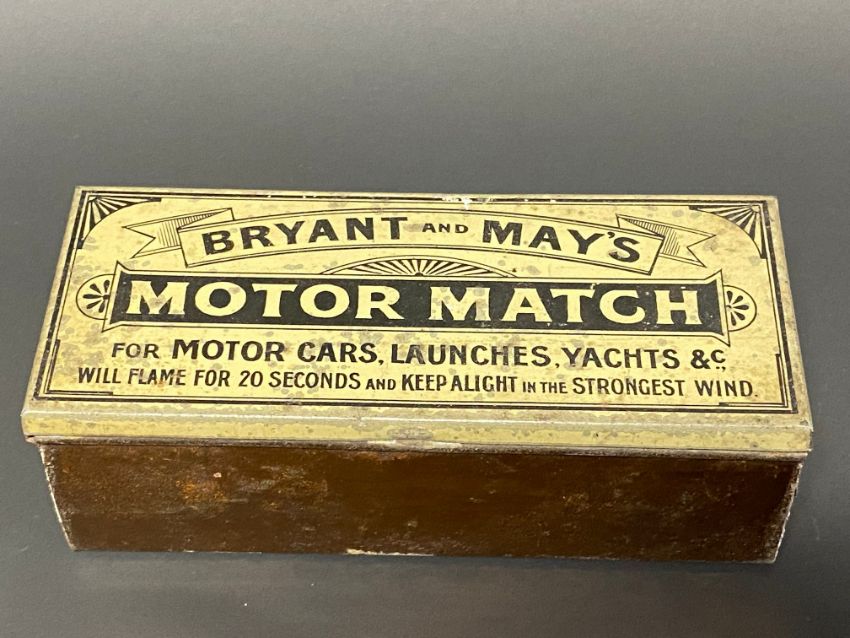 BRYANT AND MAY'S
MOTOR MATCH
FOR MOTOR CARS, LAUNCHES, YACHTS &c.,
WILL FLAME FOR 20 SECONDS AND KEEP ALIGHT IN THE STRONGEST WIND.